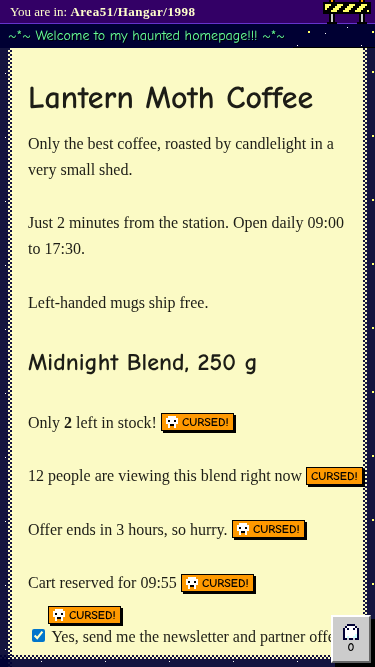 You are in: Area51/Hangar/1998
~*~ Welcome to my haunted homepage!!! ~*~
Lantern Moth Coffee
Only the best coffee, roasted by candlelight in a
very small shed.
Just 2 minutes from the station. Open daily 09:00
to 17:30.
Left-handed mugs ship free.
Midnight Blend, 250 g
Only 2 left in stock! CURSED!
12 people are viewing this blend right now CURSED!
Offer ends in 3 hours, so hurry. CURSED!
Cart reserved for 09:55 CURSED!
CURSED!
Yes, send me the newsletter and partner
0